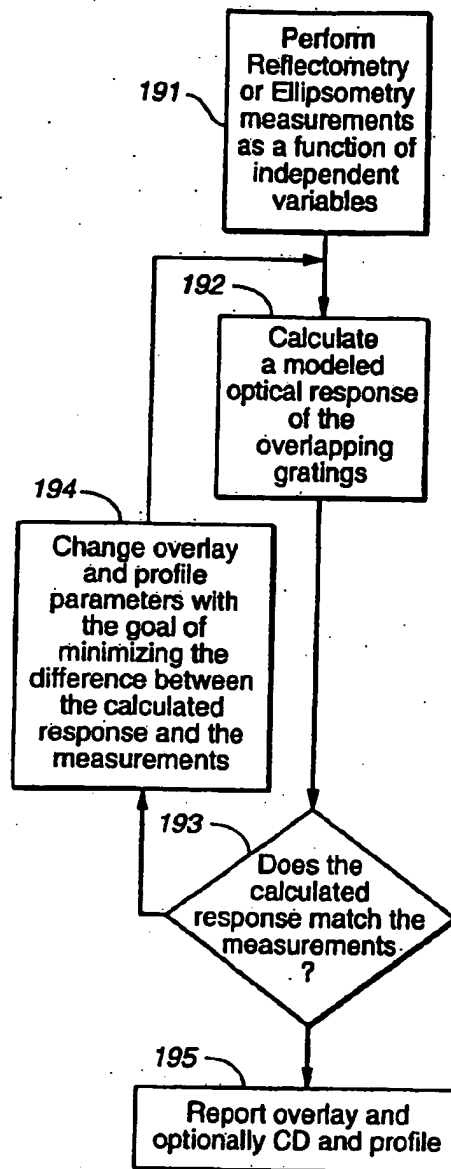 191
Perform
Reflectometry
or Ellipsometry
measurements
as a function of
independent
variables
192
Calculate
a modeled
optical response
of the
overlapping
gratings
194
Change overlay
and profile
parameters with
the goal of
minimizing the
difference between
the calculated
response and the
measurements
193
Does the
calculated
response match the
measurements
?
195
Report overlay and
optionally CD and profile